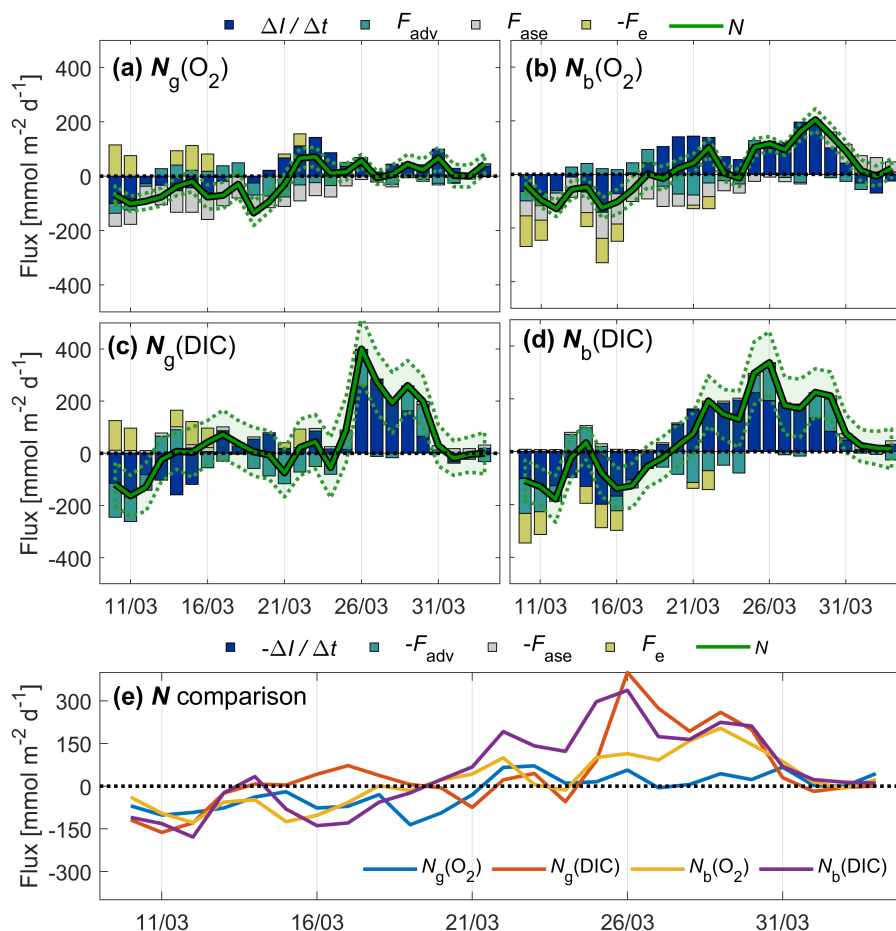 ΔI / Δt F_adv F_ase -F_e N
(a) N_g(O_2)
(b) N_b(O_2)
Flux [mmol m^-2 d^-1]
400
200
0
-200
-400
(c) N_g(DIC)
(d) N_b(DIC)
Flux [mmol m^-2 d^-1]
400
200
0
-200
-400
11/03 16/03 21/03 26/03 31/03
11/03 16/03 21/03 26/03 31/03
-ΔI / Δt -F_adv -F_ase F_e N
(e) N comparison
Flux [mmol m^-2 d^-1]
300
150
0
-150
-300
N_g(O_2) N_g(DIC) N_b(O_2) N_b(DIC)
11/03 16/03 21/03 26/03 31/03